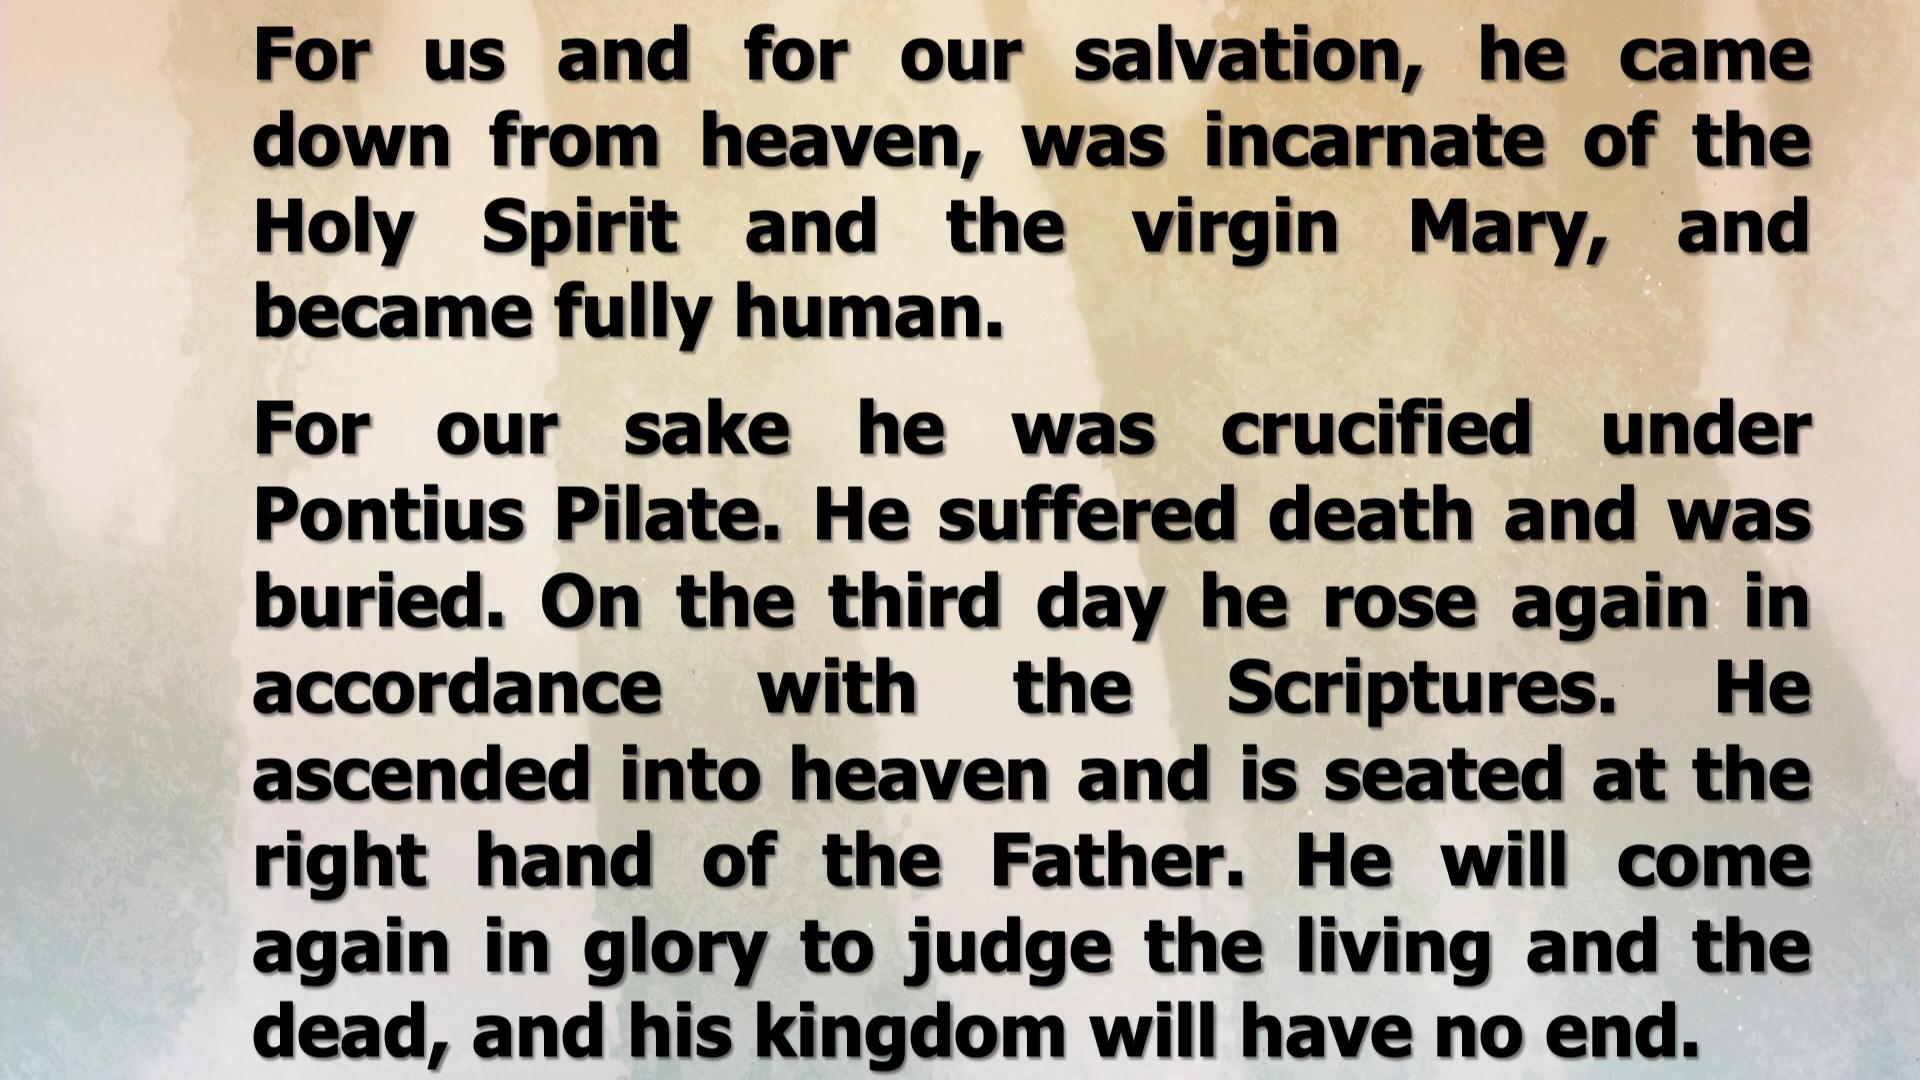 For us and for our salvation, he came
down from heaven, was incarnate of the
Holy Spirit and the virgin Mary, and
became fully human.
For our sake he was crucified under
Pontius Pilate. He suffered death and was
buried. On the third day he rose again in
accordance with the Scriptures. He
ascended into heaven and is seated at the
right hand of the Father. He will come
again in glory to judge the living and the
dead, and his kingdom will have no end.